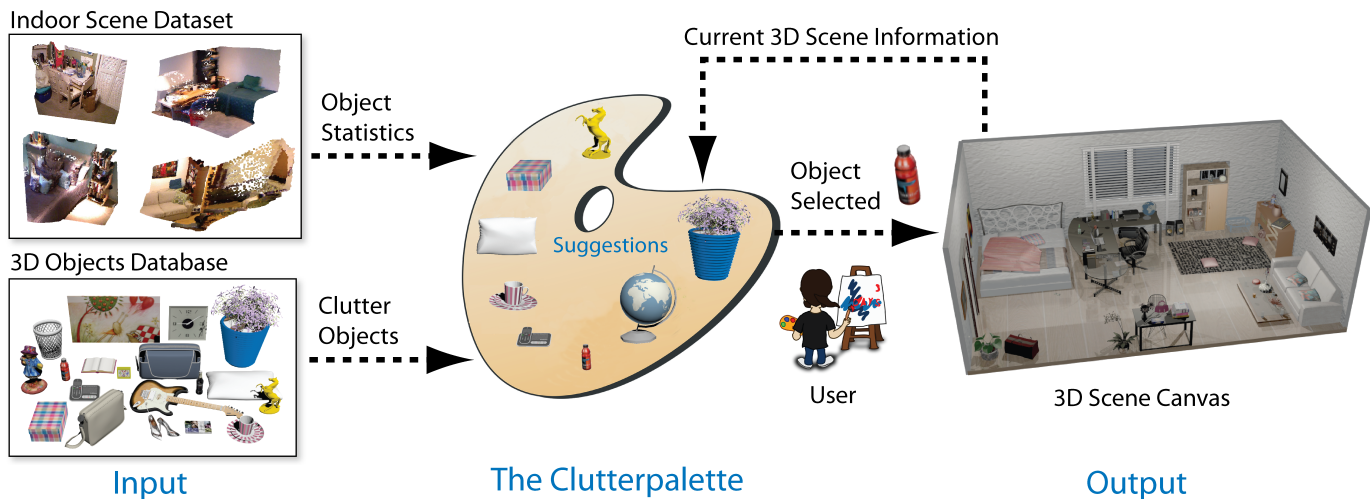 Indoor Scene Dataset
Object
Statistics
3D Objects Database
Clutter
Objects
Input
Suggestions
The Clutterpalette
Current 3D Scene Information
Object
Selected
User
3D Scene Canvas
Output